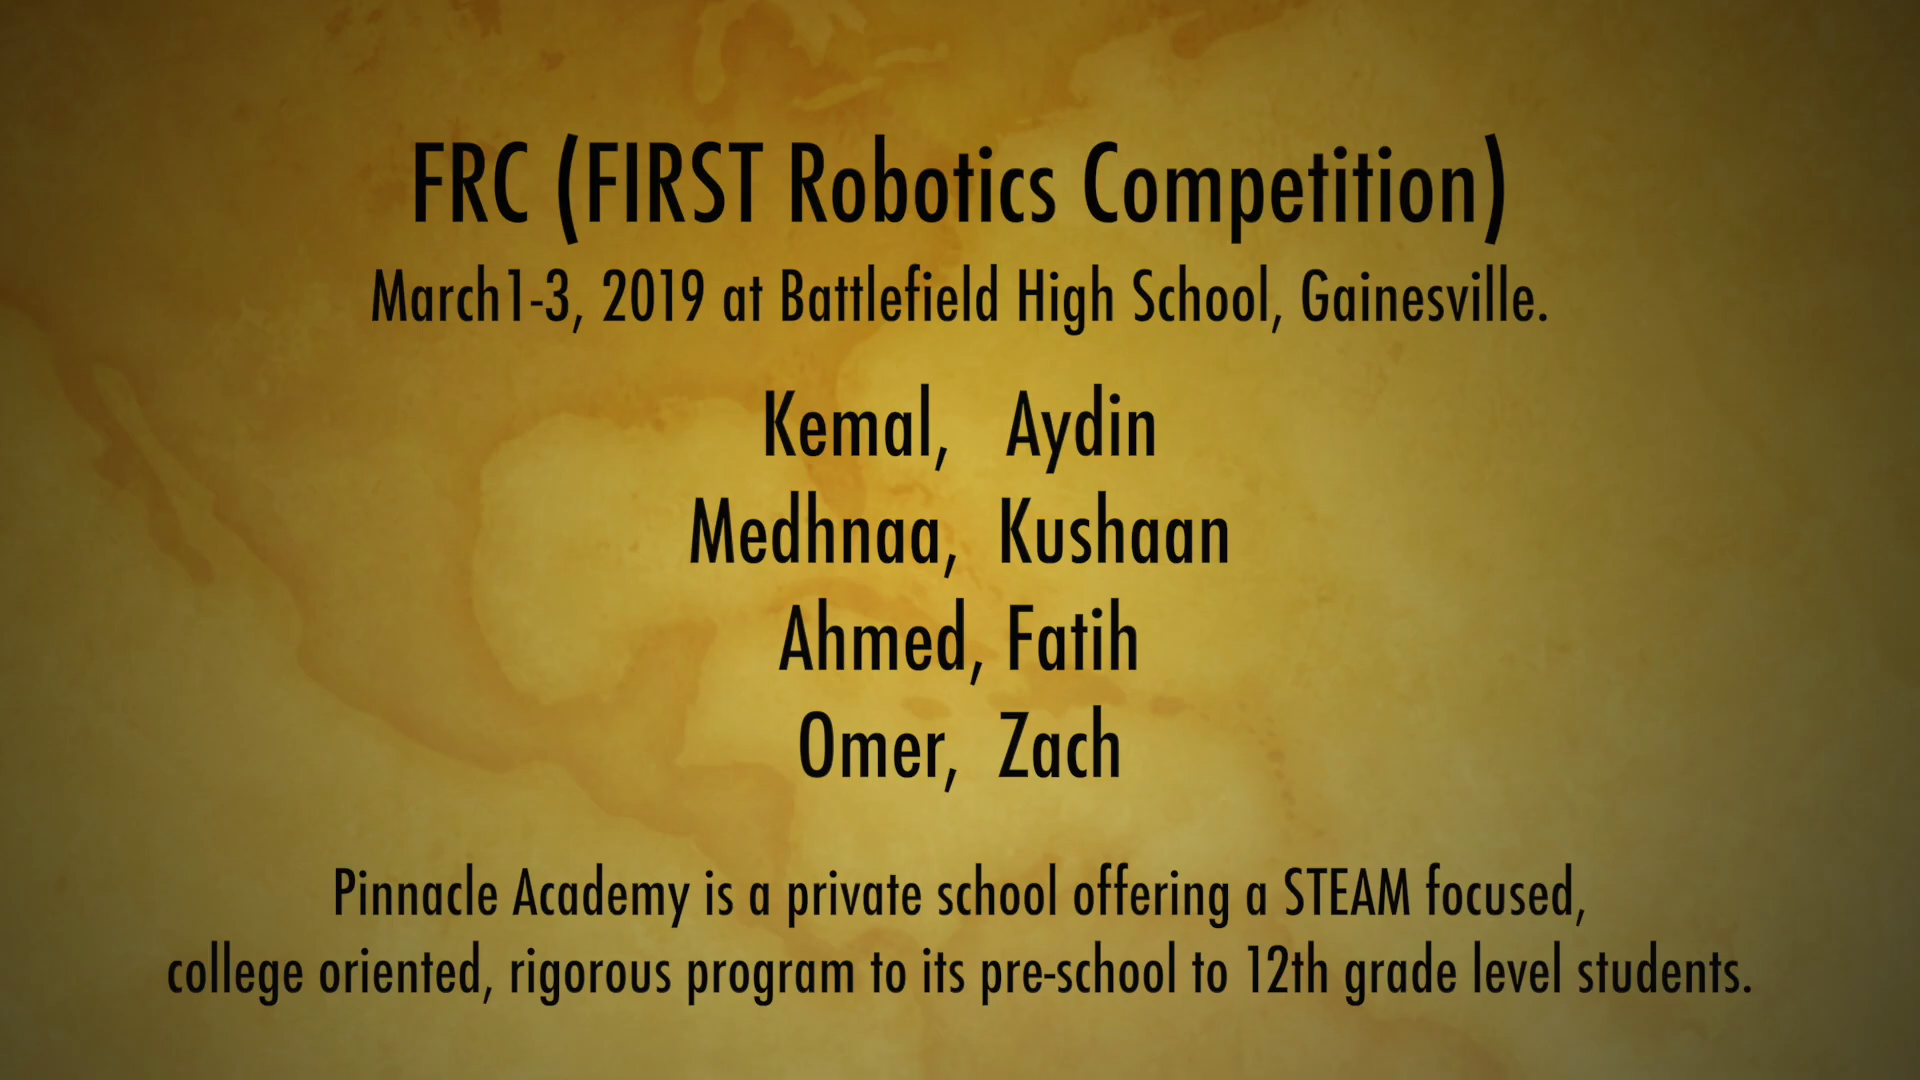 FRC (FIRST Robotics Competition)
March1-3, 2019 at Battlefield High School, Gainesville.
Kemal, Aydin
Medhnaa, Kushaan
Ahmed, Fatih
Omer, Zach
Pinnacle Academy is a private school offering a STEAM focused,
college oriented, rigorous program to its pre-school to 12th grade level students.